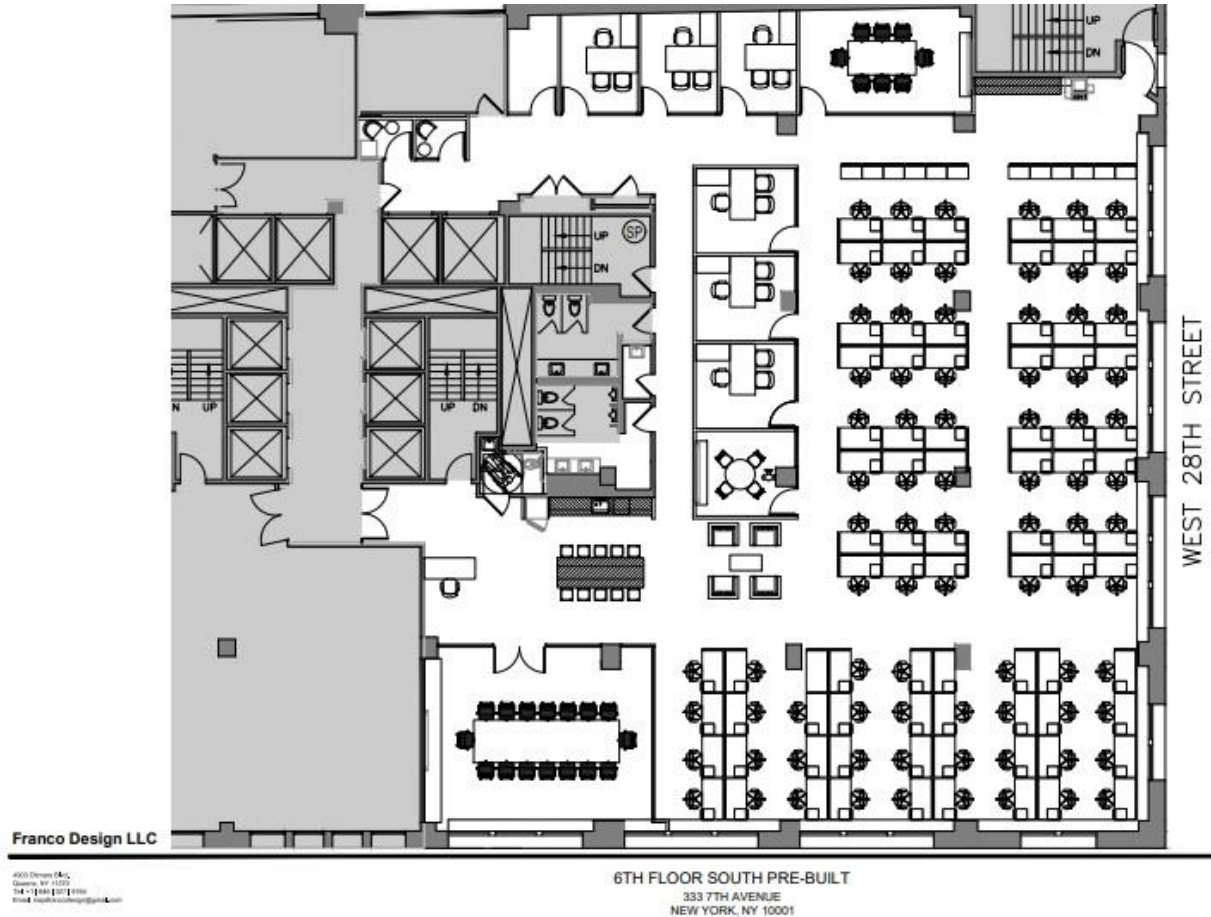 UP
DN
UP
DN
SP
UP
UP
DN
WEST 28TH STREET
Franco Design LLC
6TH FLOOR SOUTH PRE-BUILT
333 7TH AVENUE
NEW YORK, NY 10001